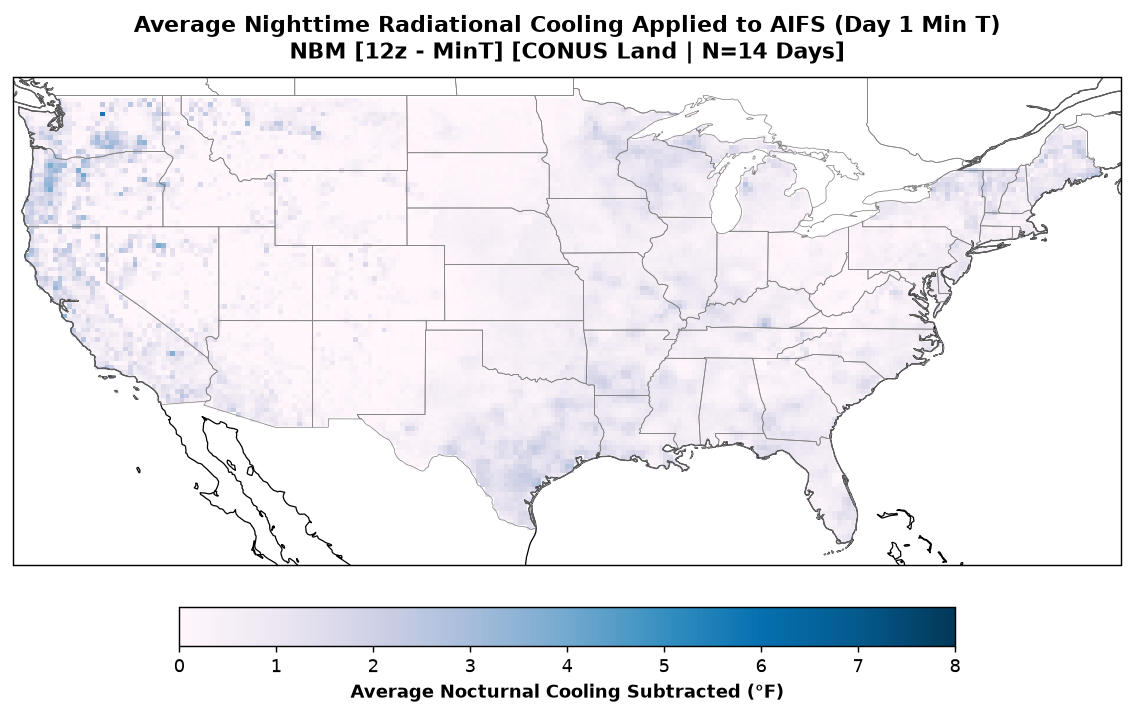 Average Nighttime Radiational Cooling Applied to AIFS (Day 1 Min T)
NBM [12z - MinT] [CONUS Land | N=14 Days]
0 1 2 3 4 5 6 7 8
Average Nocturnal Cooling Subtracted (°F)